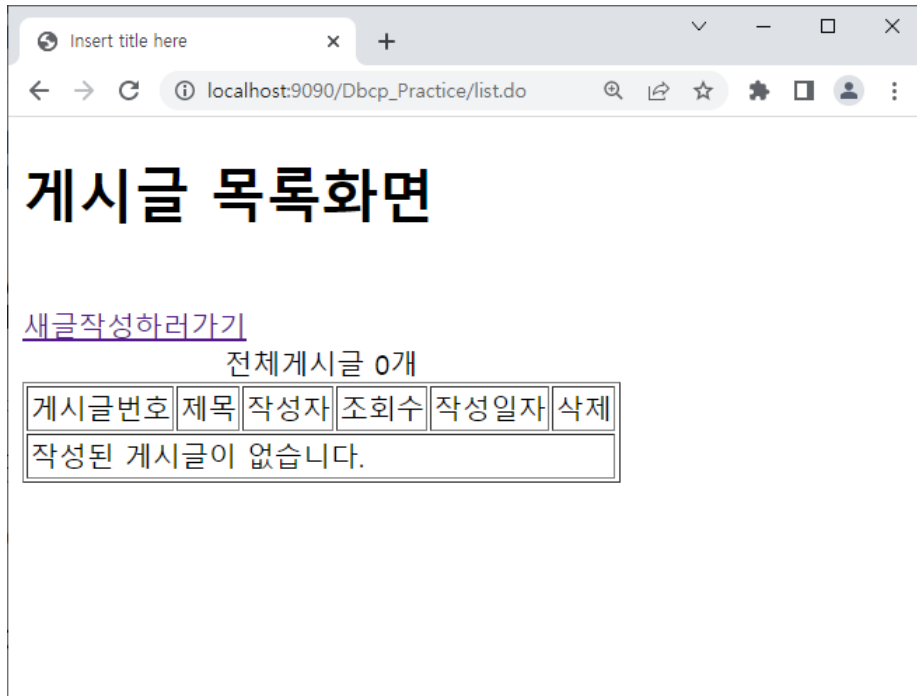 Insert title here
localhost:9090/Dbcp_Practice/list.do
게시글 목록화면
새글작성하러가기
전체게시글 0개
게시글번호 제목 작성자 조회수 작성일자 삭제
작성된 게시글이 없습니다.